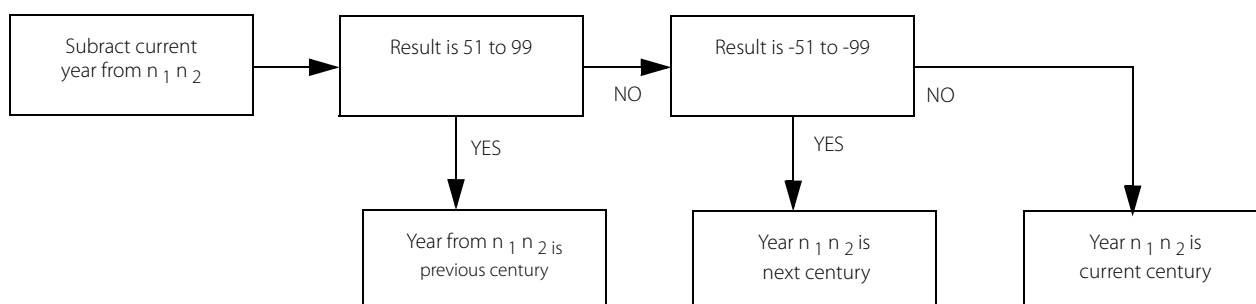 Subract current
year from n 1 n 2
Result is 51 to 99
Result is -51 to -99
NO
NO
YES
YES
Year from n 1 n 2 is
previous century
Year n 1 n 2 is
next century
Year n 1 n 2 is
current century